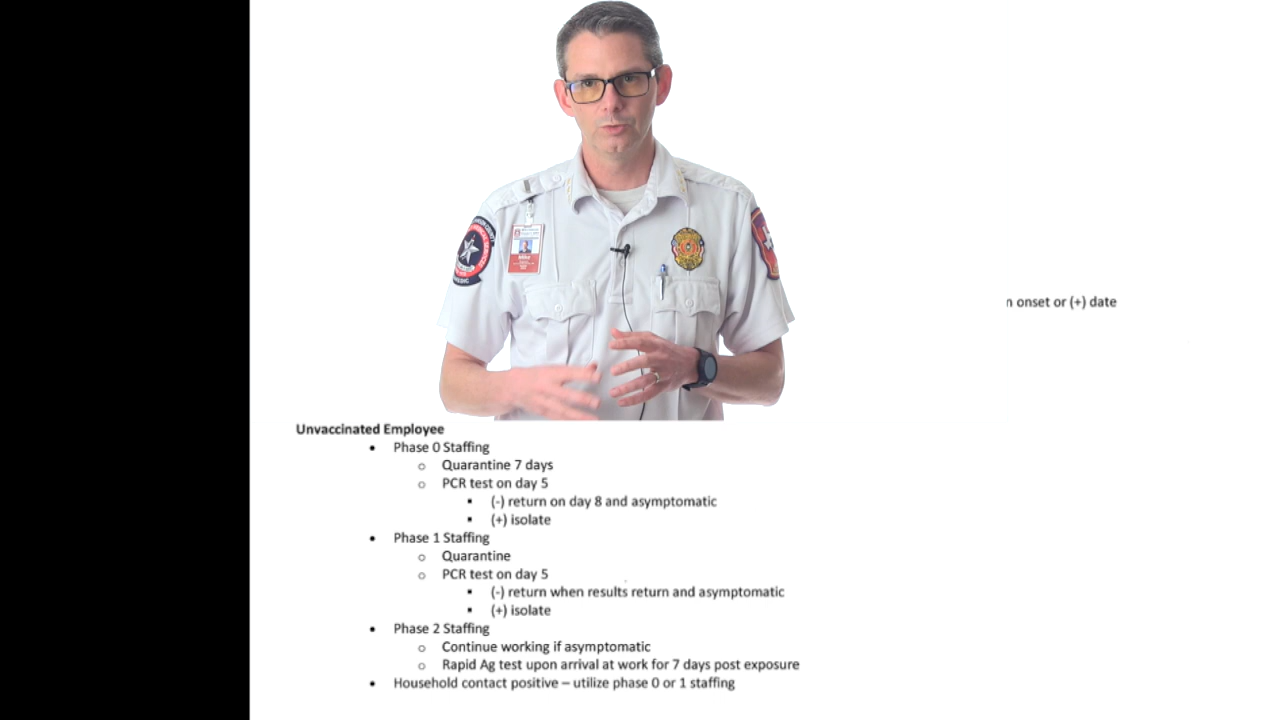 n onset or (+) date
Unvaccinated Employee
• Phase 0 Staffing
o Quarantine 7 days
o PCR test on day 5
▪ (-) return on day 8 and asymptomatic
▪ (+) isolate
• Phase 1 Staffing
o Quarantine
o PCR test on day 5
▪ (-) return when results return and asymptomatic
▪ (+) isolate
• Phase 2 Staffing
o Continue working if asymptomatic
o Rapid Ag test upon arrival at work for 7 days post exposure
• Household contact positive – utilize phase 0 or 1 staffing